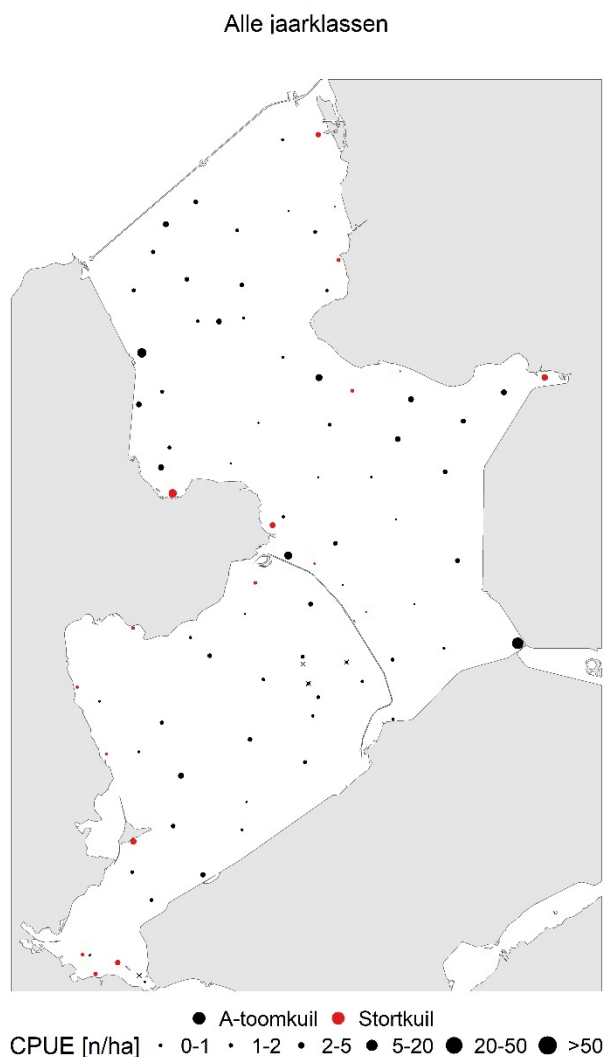 Alle jaarklassen
A-toomkuil Stortkuil
CPUE [n/ha] 0-1 1-2 2-5 5-20 20-50 >50